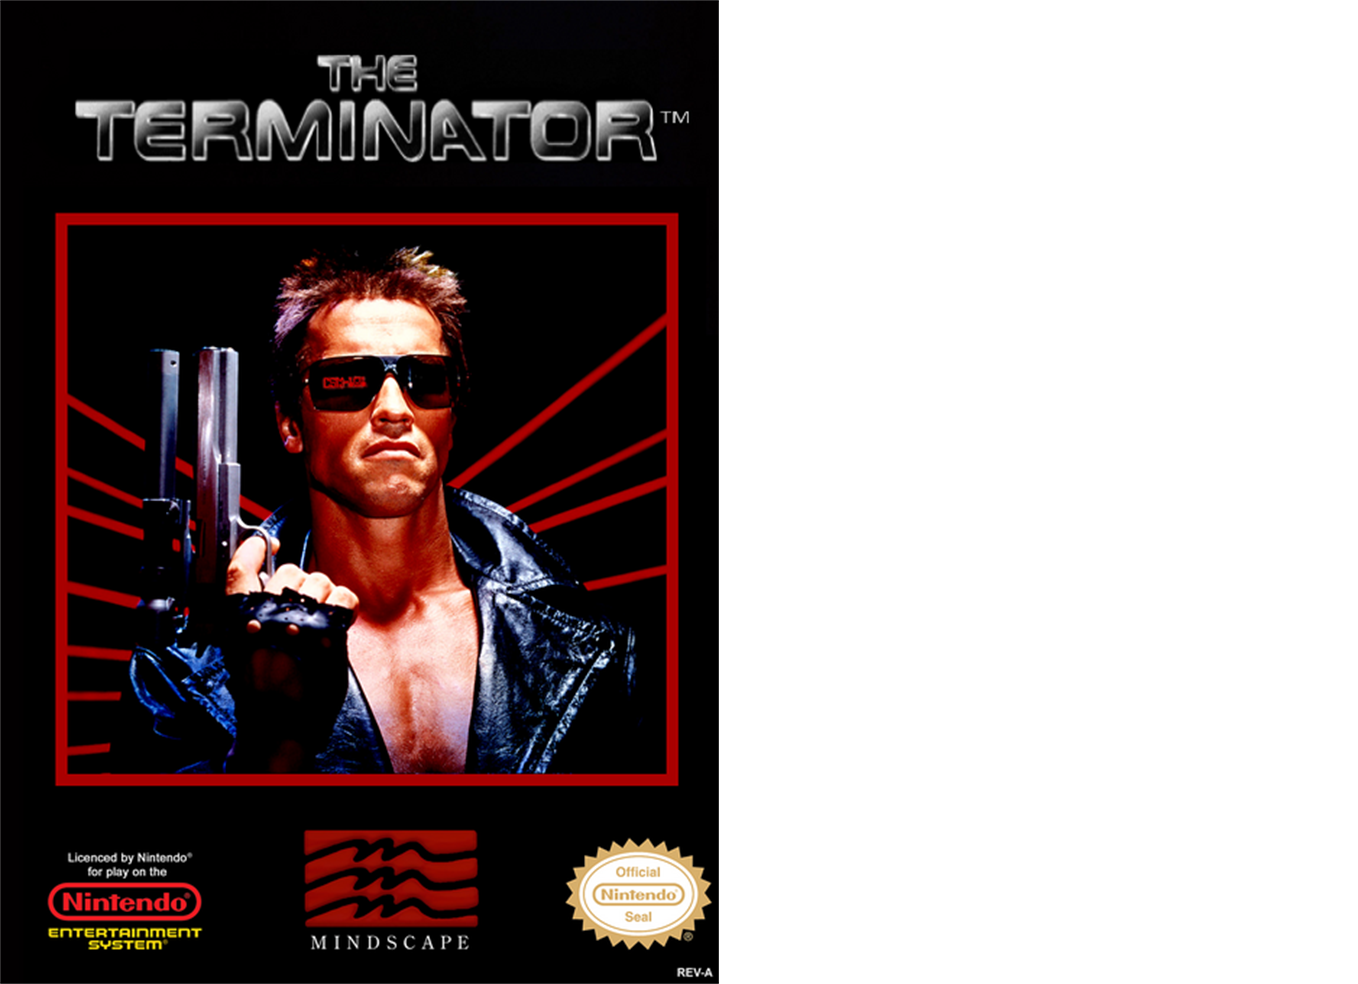 THE
TERMINATOR™
Licenced by Nintendo®
for play on the
Nintendo®
ENTERTAINMENT
SYSTEM®
MINDSCAPE
Official
Nintendo®
Seal
®
REV-A